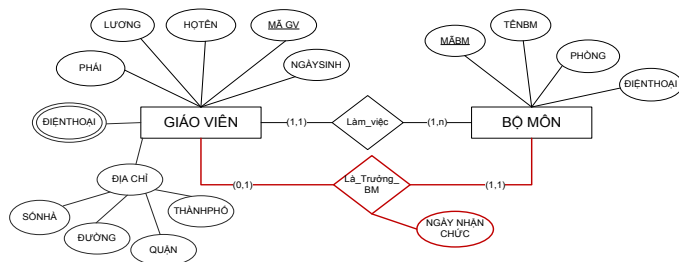 LƯƠNG
HỌTÊN
MÃ GV
TÊNBM
MÃBM
PHÒNG
PHÁI
NGÀYSINH
ĐIỆNTHOẠI
ĐIỆNTHOẠI
GIÁO VIÊN
(1,1)
Làm_việc
(1,n)
BỘ MÔN
ĐỊA CHỈ
(0,1)
Là_Trưởng_
BM
(1,1)
SỐNHÀ
THÀNHPHỐ
ĐƯỜNG
QUẬN
NGÀY NHẬN
CHỨC